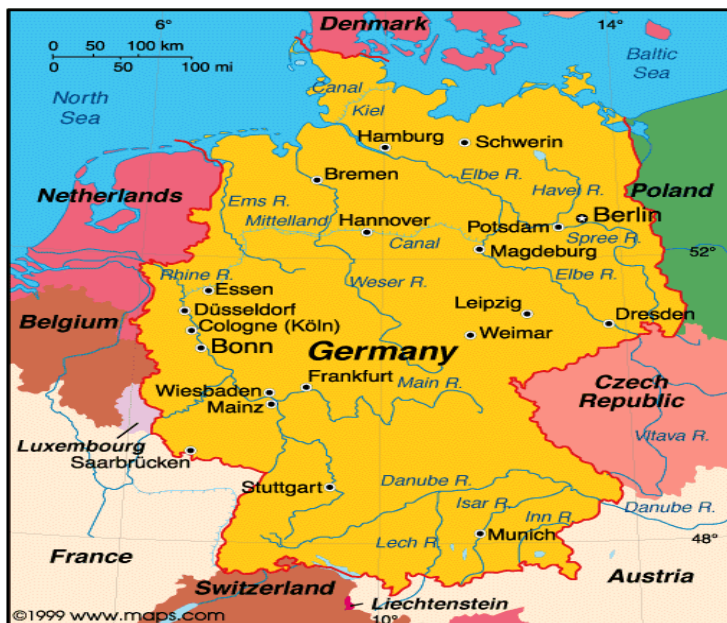 6°
Denmark
14°
0 50 100 km
0 50 100 mi
North
Sea
Baltic
Sea
Canal
Kiel
Hamburg
Schwerin
Elbe R.
Bremen
Netherlands
Ems R.
Havel R.
Poland
Mittelland
Hannover
Potsdam
Berlin
Canal
Spree R.
Magdeburg
52°
Rhine R.
Weser R.
Elbe R.
Essen
Düsseldorf
Leipzig
Dresden
Belgium
Cologne (Köln)
Weimar
Bonn
Germany
Frankfurt
Wiesbaden
Main R.
Czech
Republic
Mainz
Luxembourg
Vltava R.
Saarbrücken
Stuttgart
Danube R.
Isar R.
Danube R.
Inn R.
Munich
Lech R.
48°
France
Austria
Switzerland
Liechtenstein
©1999 www.maps.com
10°